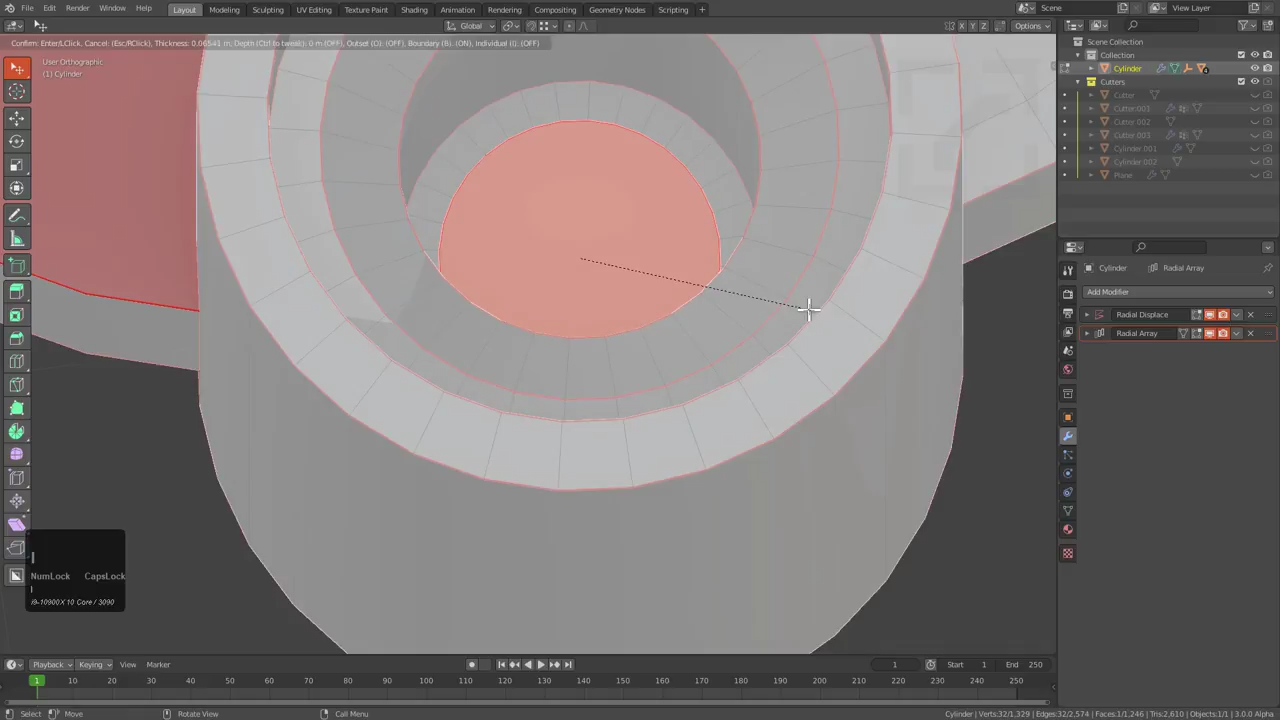 File Edit Render Window Help Layout Modeling Sculpting UV Editing Texture Paint Shading Animation Rendering Compositing Geometry Nodes Scripting + Scene View Layer
Global Options X Y Z
Confirm: Enter/LClick, Cancel: (Esc/RClick), Thickness: 0.06541 m, Depth (Ctrl to tweak): 0 m (OFF), Outset (O): (OFF), Boundary (B): (ON), Individual (I): (OFF)
User Orthographic
(1) Cylinder
Scene Collection
Collection
Cylinder
Cutters
Cutter
Cutter.001
Cutter.002
Cutter.003
Cylinder.001
Cylinder.002
Plane
Cylinder Radial Array
Add Modifier
Radial Displace
Radial Array
I
NumLock CapsLock
I
i9-10900X 10 Core / 3090
Playback Keying View Marker 1 Start 1 End 250
1 10 20 30 40 50 60 70 80 90 100 110 120 130 140 150 160 170 180 190 200 210 220 230 240 250
Select Move Rotate View Call Menu Cylinder | Verts:32/1,329 | Edges:32/2,574 | Faces:1/1,246 | Tris:2,610 | Objects:1/1 | 3.0.0 Alpha